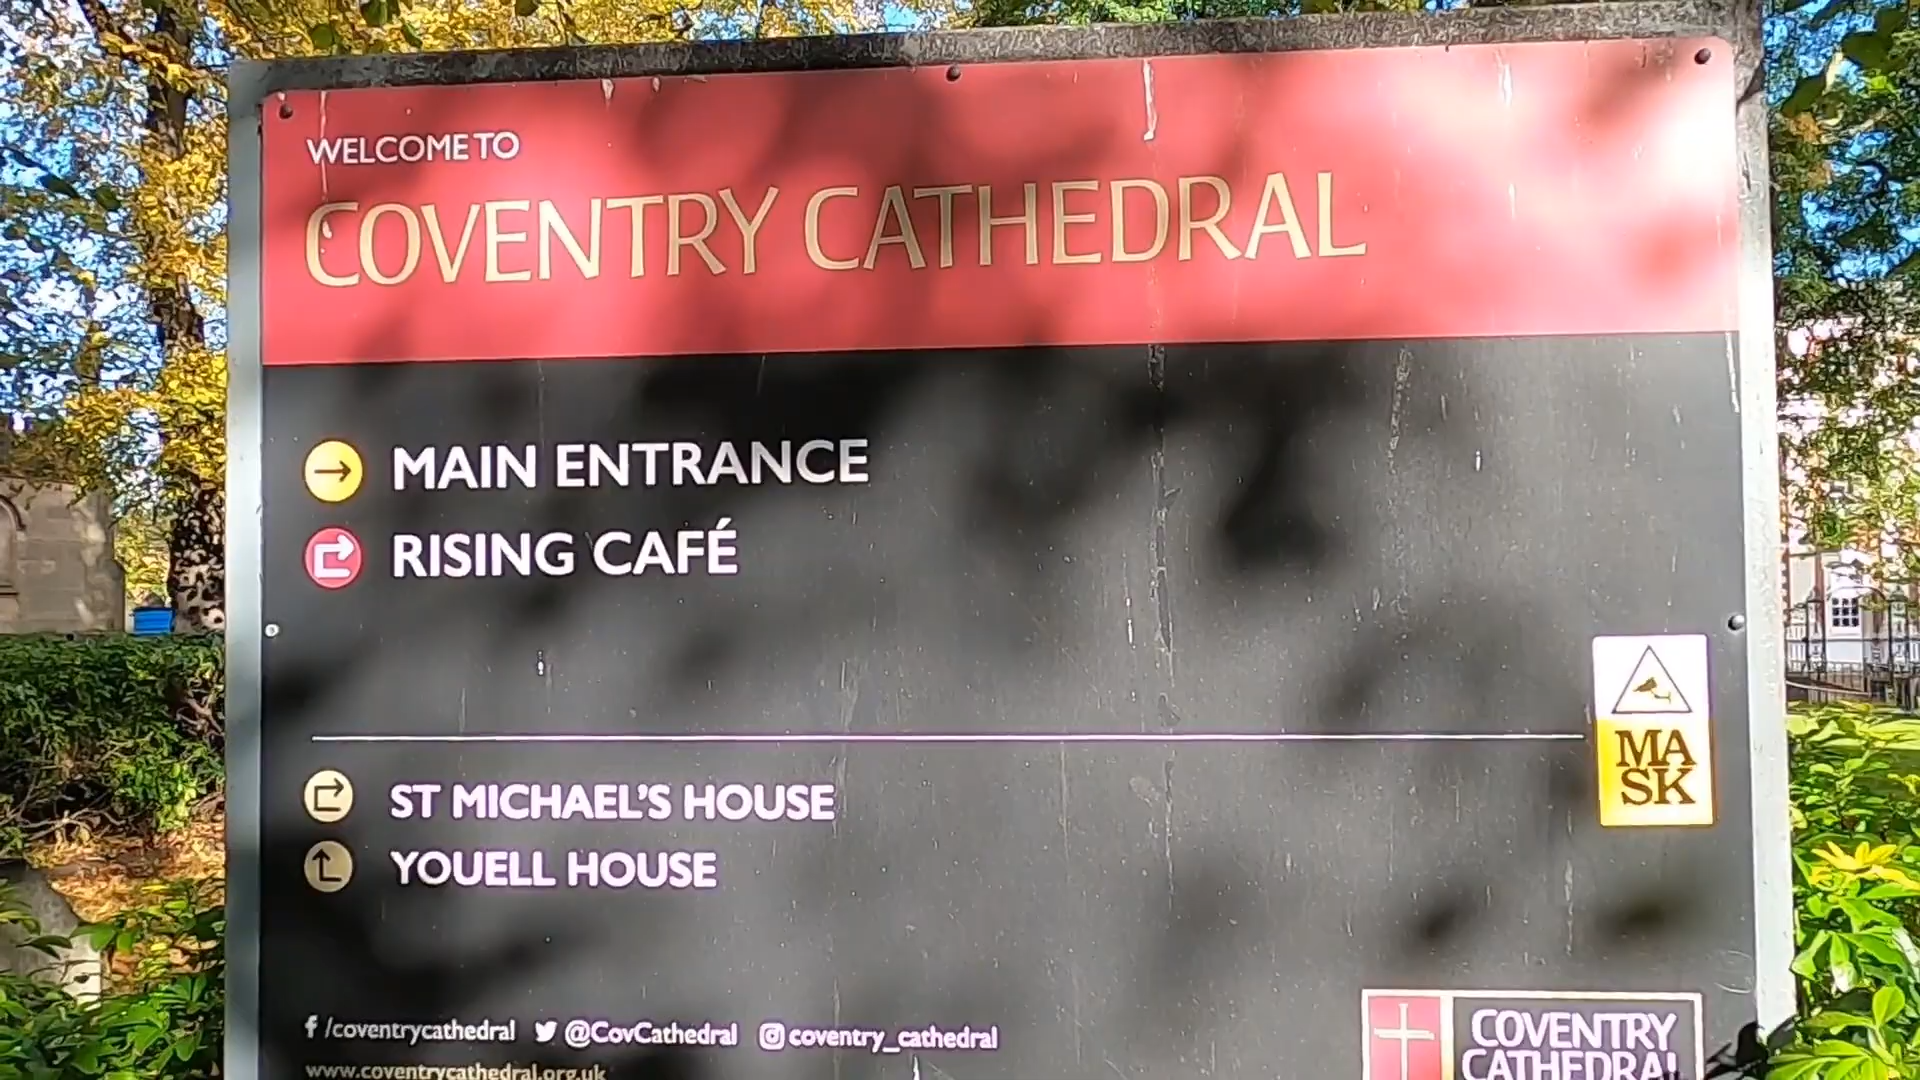 WELCOME TO
COVENTRY CATHEDRAL
MAIN ENTRANCE
RISING CAFÉ
MA
SK
ST MICHAEL'S HOUSE
YOUELL HOUSE
/coventrycathedral @CovCathedral coventry_cathedral
www.coventrycathedral.org.uk
COVENTRY
CATHEDRAL